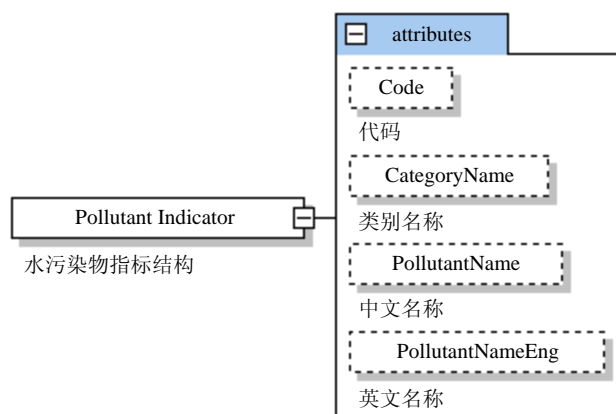 attributes
Code
代码
CategoryName
类别名称
Pollutant Indicator
水污染物指标结构
PollutantName
中文名称
PollutantNameEng
英文名称